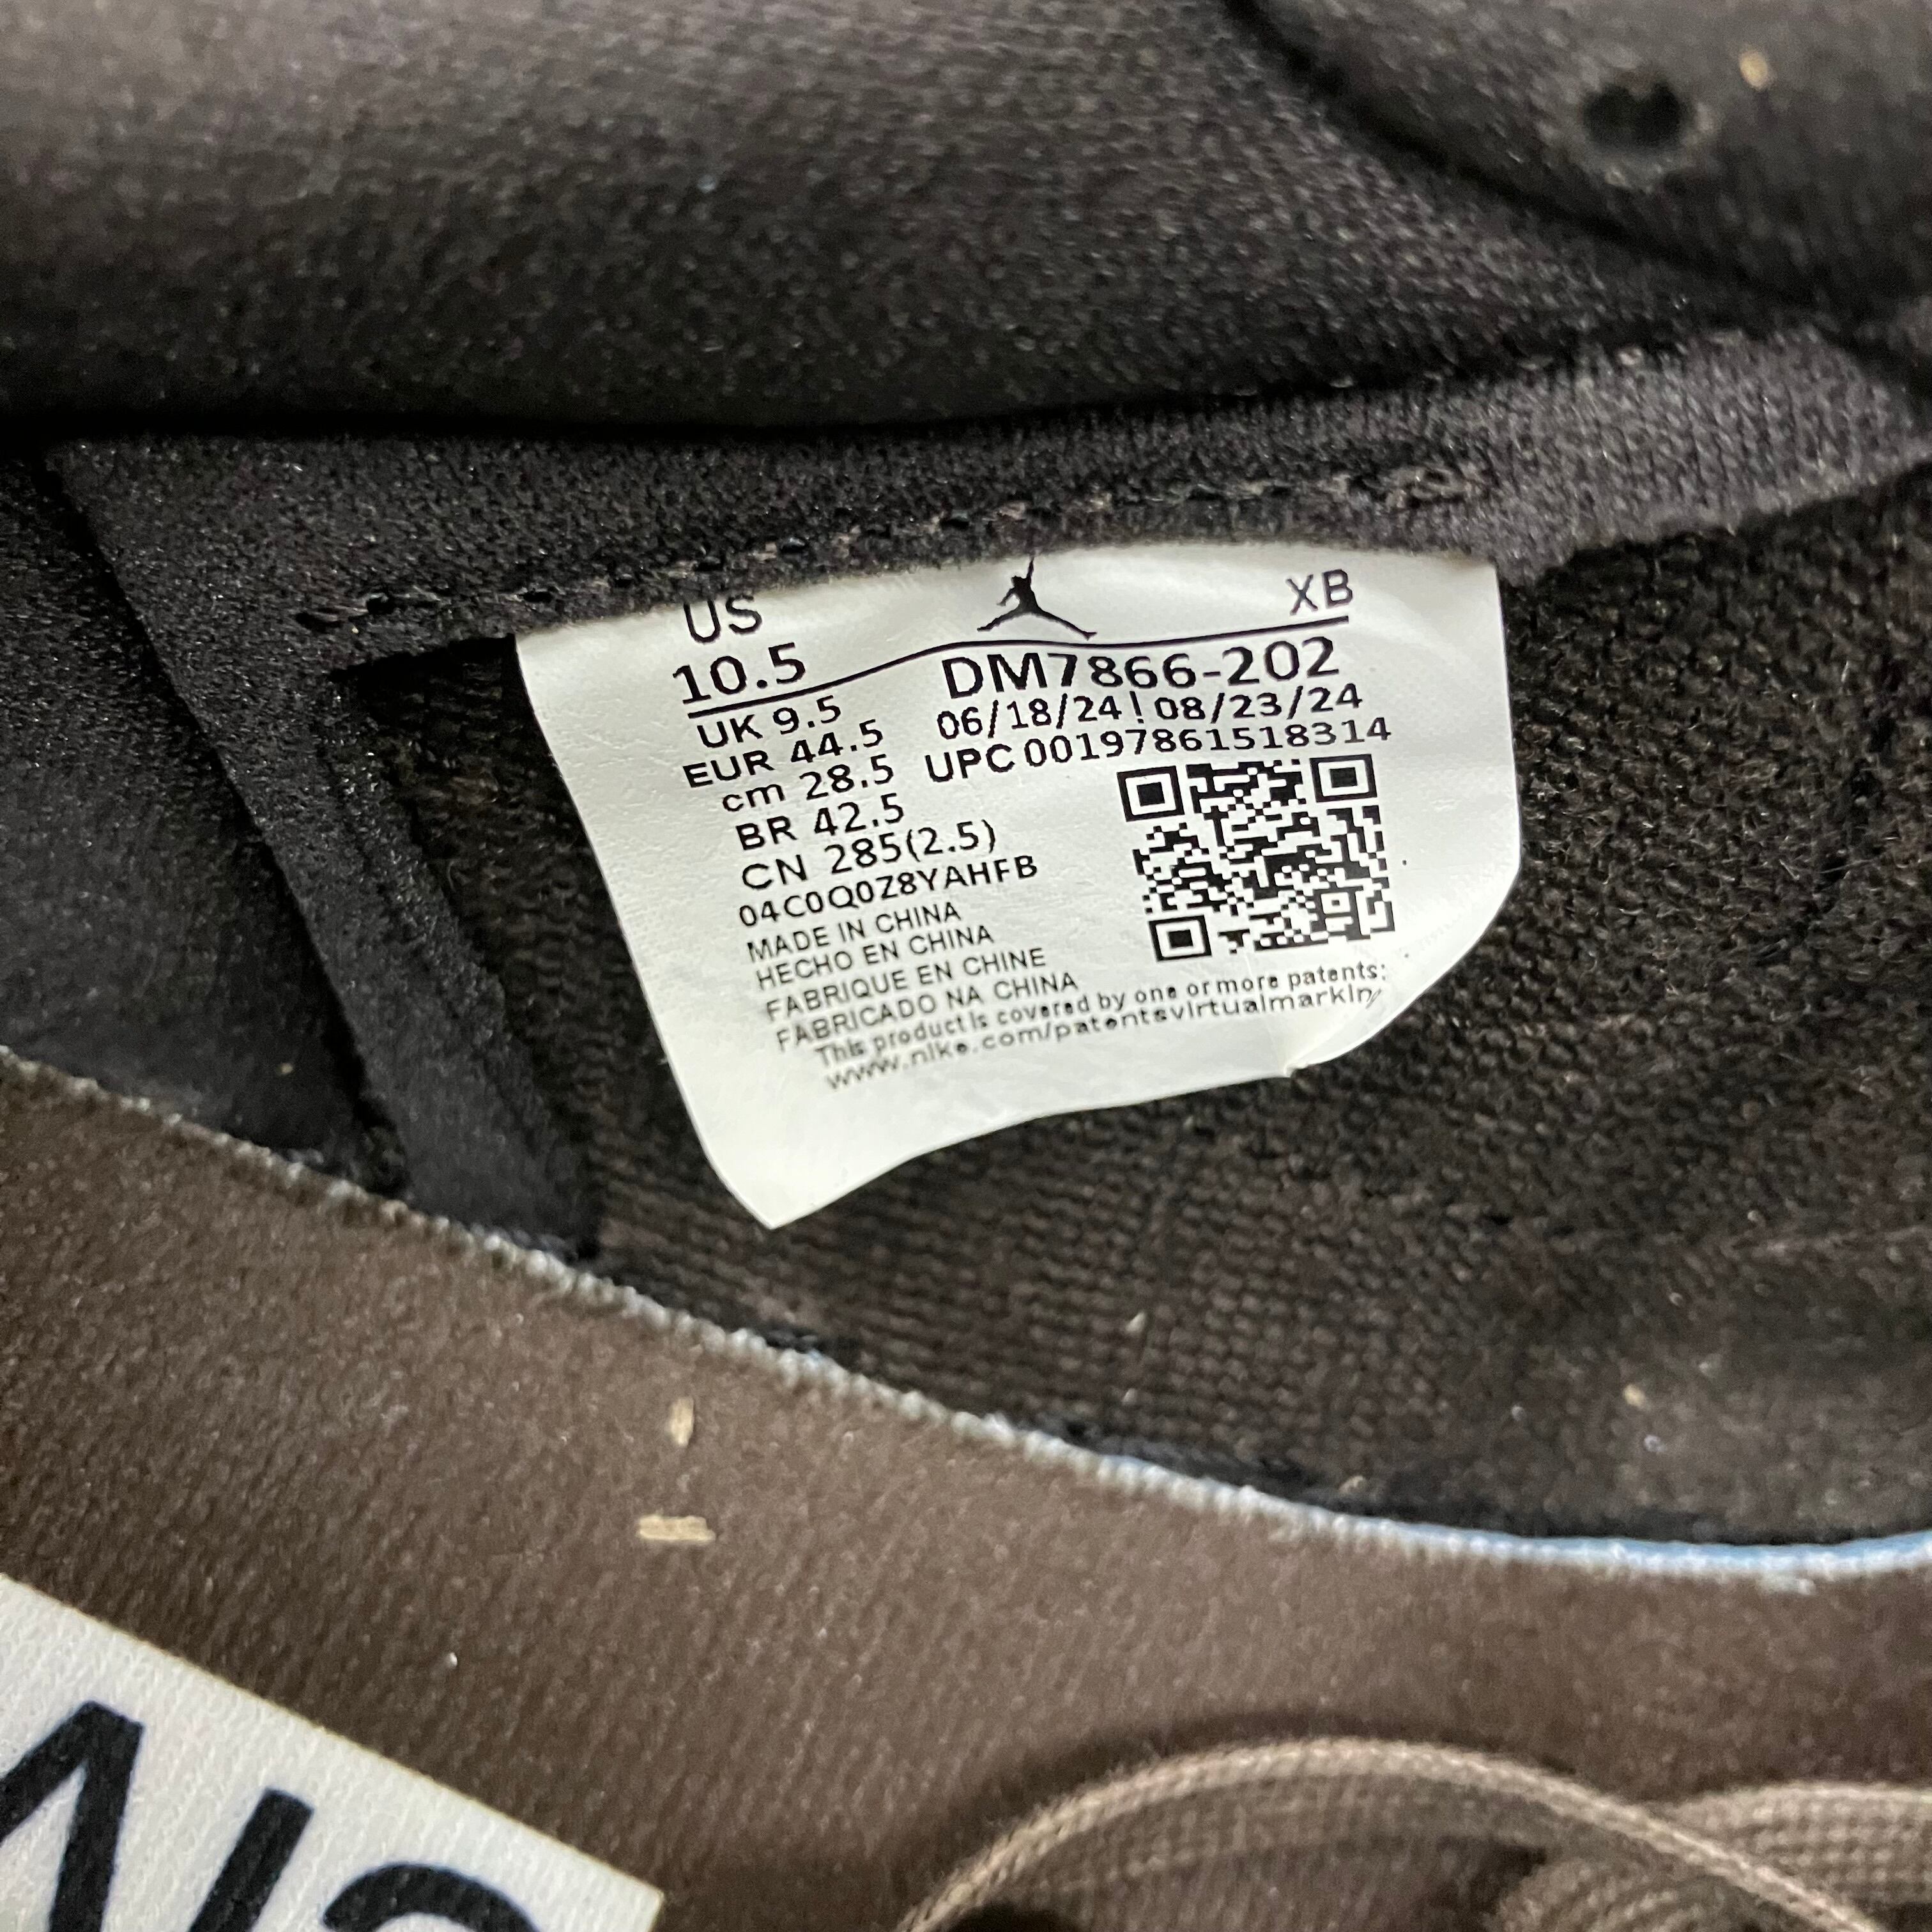 US
XB
10.5
DM7866-202
UK 9.5
06/18/24! 08/23/24
EUR 44.5
UPC 00197861518314
cm 28.5
BR 42.5
CN 285(2.5)
04C0Q0Z8YAHFB
MADE IN CHINA
HECHO EN CHINA
FABRIQUE EN CHINE
FABRICADO NA CHINA
This product is covered by one or more patents:
www.nike.com/patentsvirtualmarkin